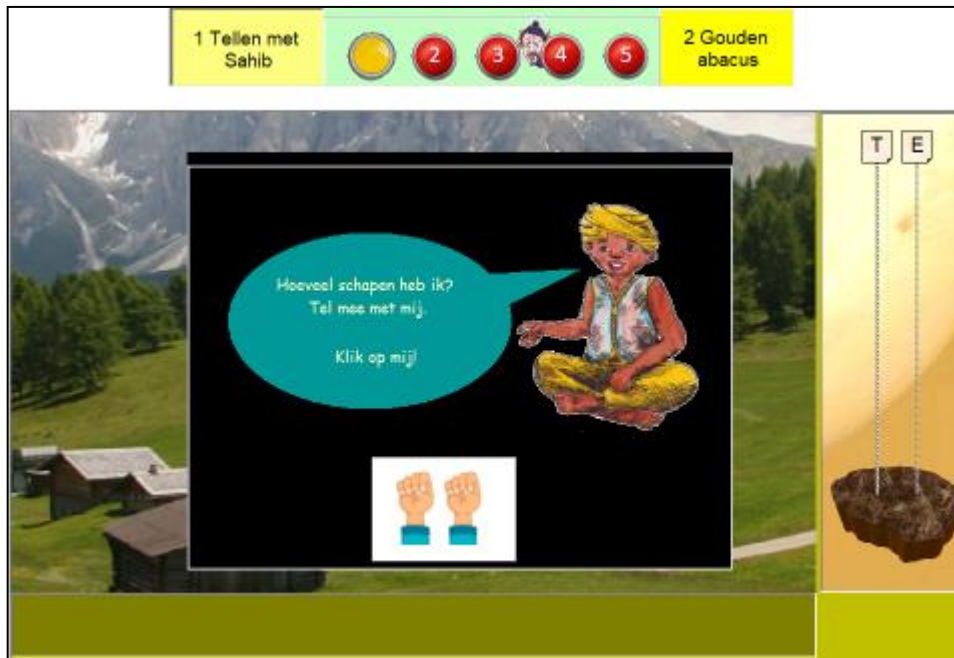 1 Tellen met
Sahib
2
3
4
5
2 Gouden
abacus
T
E
Hoeveel schapen heb ik?
Tel mee met mij.
Klik op mij!